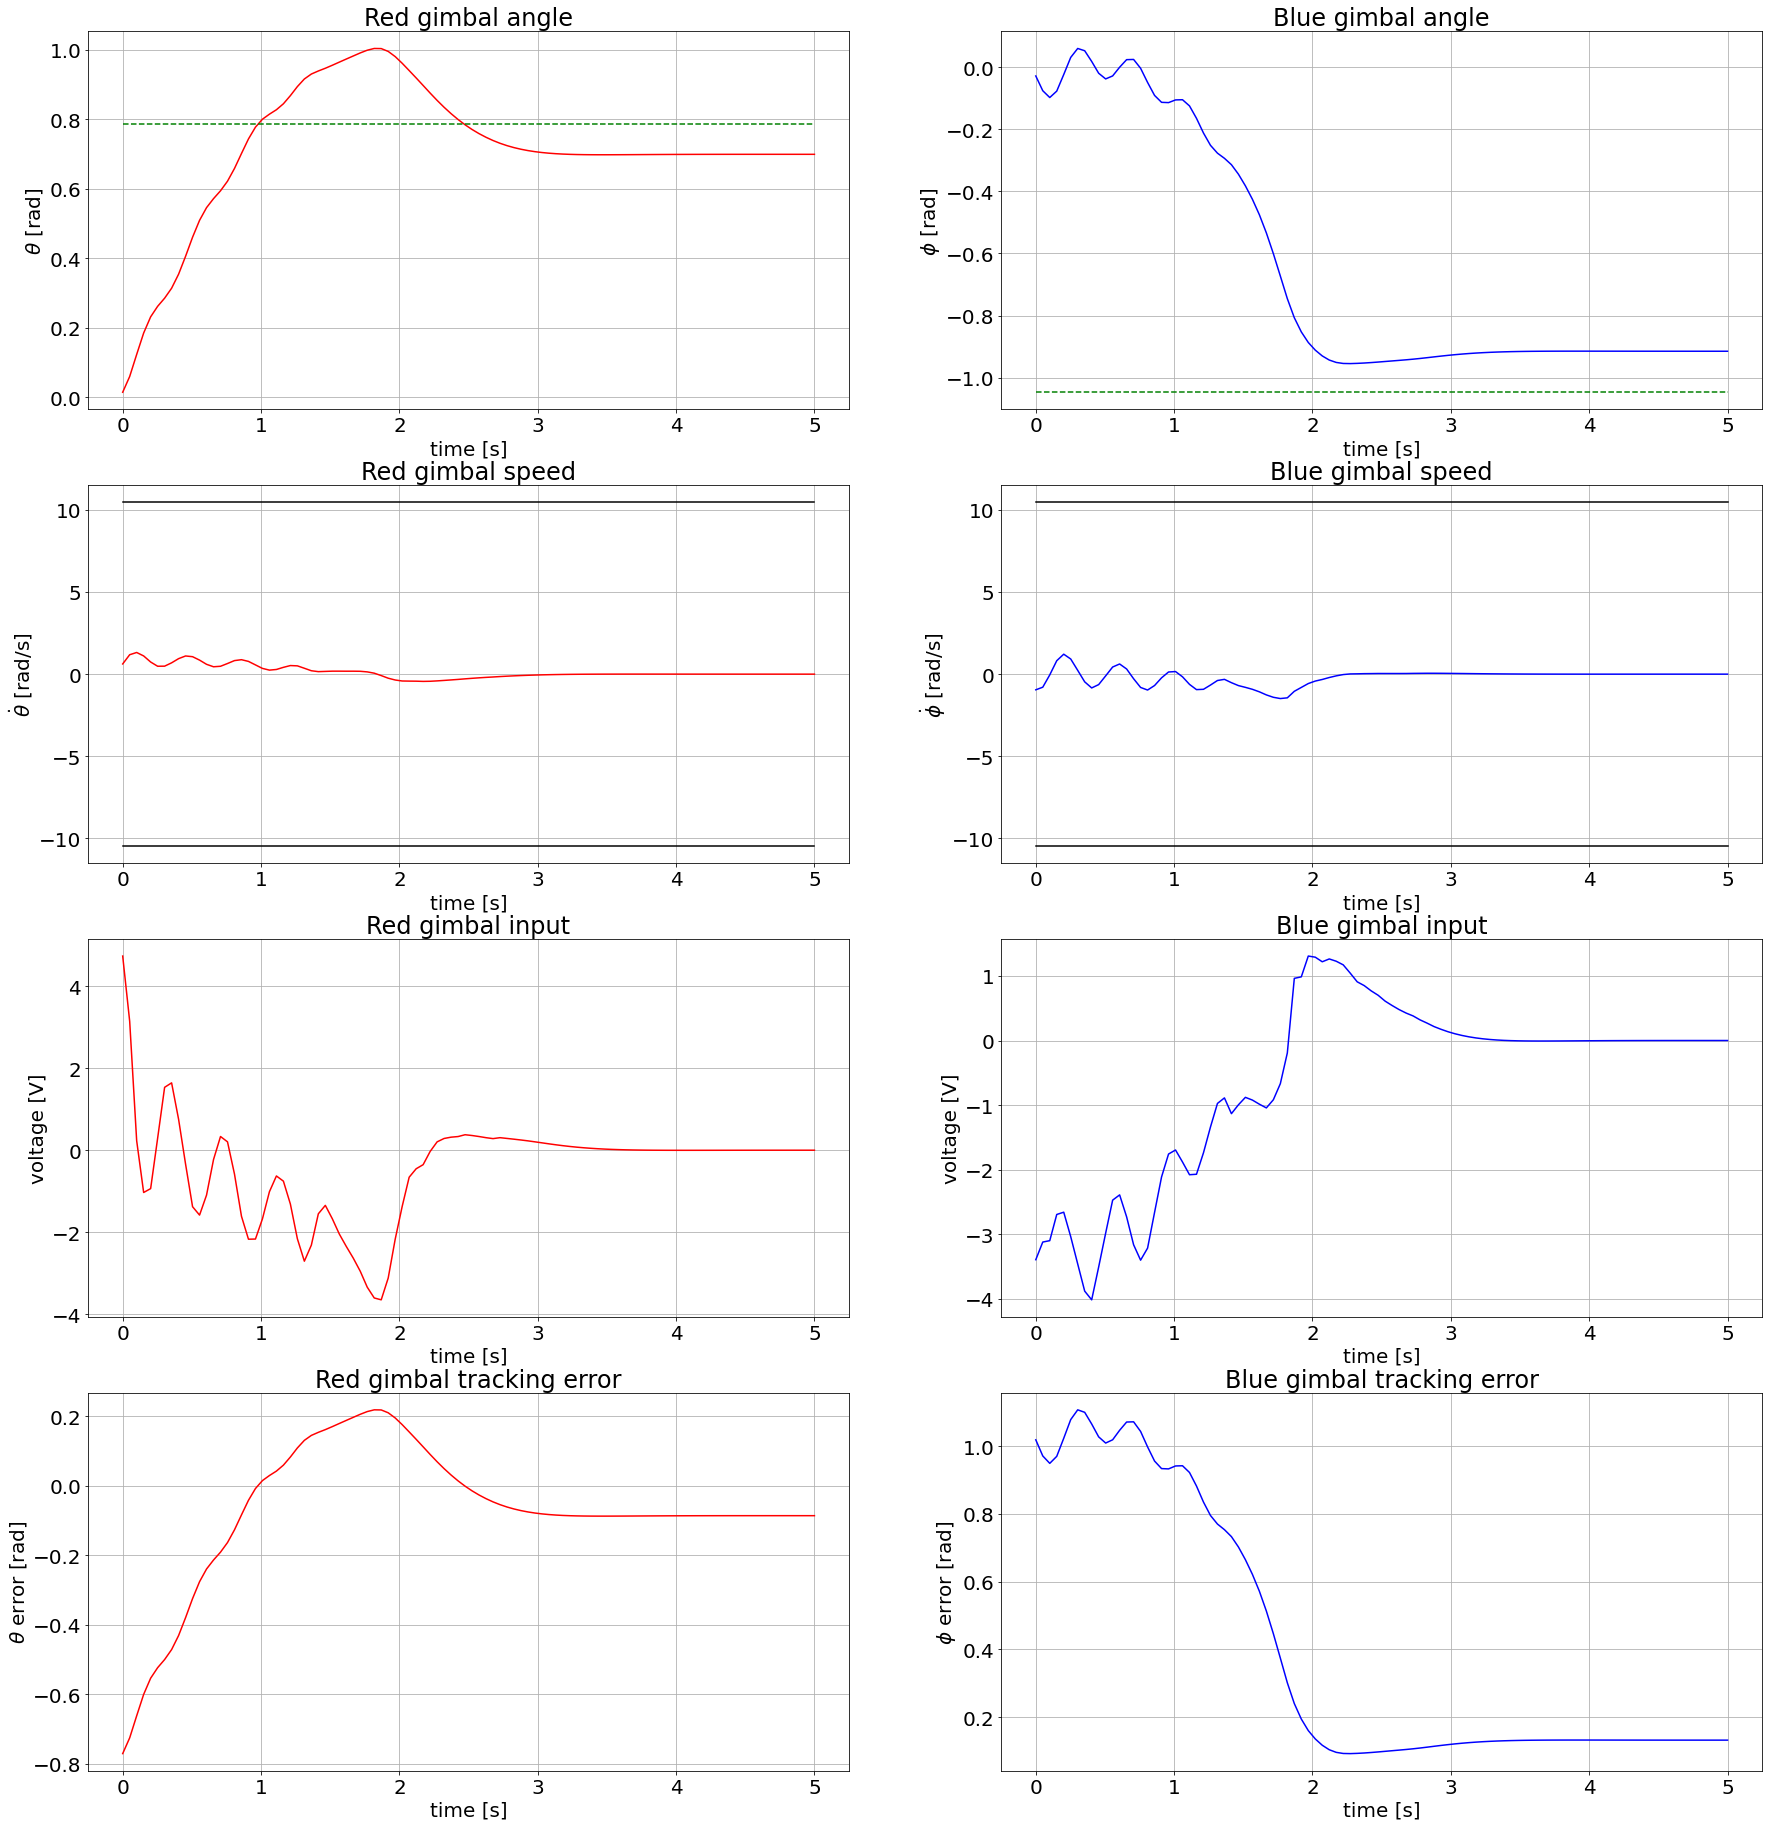 Red gimbal angle
θ [rad]
1.0
0.8
0.6
0.4
0.2
0.0
0 1 2 3 4 5
time [s]
Blue gimbal angle
ϕ [rad]
0.0
−0.2
−0.4
−0.6
−0.8
−1.0
0 1 2 3 4 5
time [s]
Red gimbal speed
θ̇ [rad/s]
10
5
0
−5
−10
0 1 2 3 4 5
time [s]
Blue gimbal speed
ϕ̇ [rad/s]
10
5
0
−5
−10
0 1 2 3 4 5
time [s]
Red gimbal input
voltage [V]
4
2
0
−2
−4
0 1 2 3 4 5
time [s]
Blue gimbal input
voltage [V]
1
0
−1
−2
−3
−4
0 1 2 3 4 5
time [s]
Red gimbal tracking error
θ error [rad]
0.2
0.0
−0.2
−0.4
−0.6
−0.8
0 1 2 3 4 5
time [s]
Blue gimbal tracking error
ϕ error [rad]
1.0
0.8
0.6
0.4
0.2
0 1 2 3 4 5
time [s]